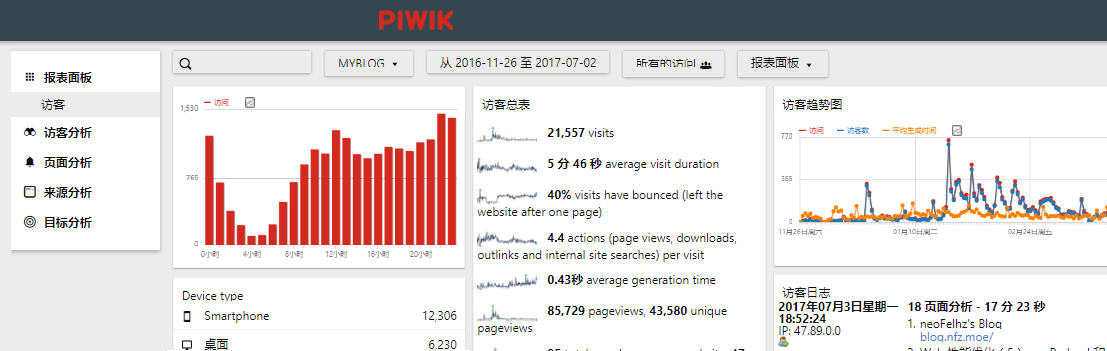 PIWIK
报表面板
访客
访客分析
页面分析
来源分析
目标分析
MYBLOG
从 2016-11-26 至 2017-07-02
所有的访问
报表面板
访问
1,530
765
0
0小时 4小时 8小时 12小时 16小时 20小时
Device type
Smartphone 12,306
桌面 6,230
访客总表
21,557 visits
5 分 46 秒 average visit duration
40% visits have bounced (left the
website after one page)
4.4 actions (page views, downloads,
outlinks and internal site searches) per visit
0.43秒 average generation time
85,729 pageviews, 43,580 unique
pageviews
访客趋势图
访问 访客数 平均生成时间
770
385
0
11月26日周六 01月10日周二 02月24日周五
访客日志
2017年07月3日星期一
18:52:24
IP: 47.89.0.0
18 页面分析 - 17 分 23 秒
1. neoFelhz's Blog
blog.nfz.moe/